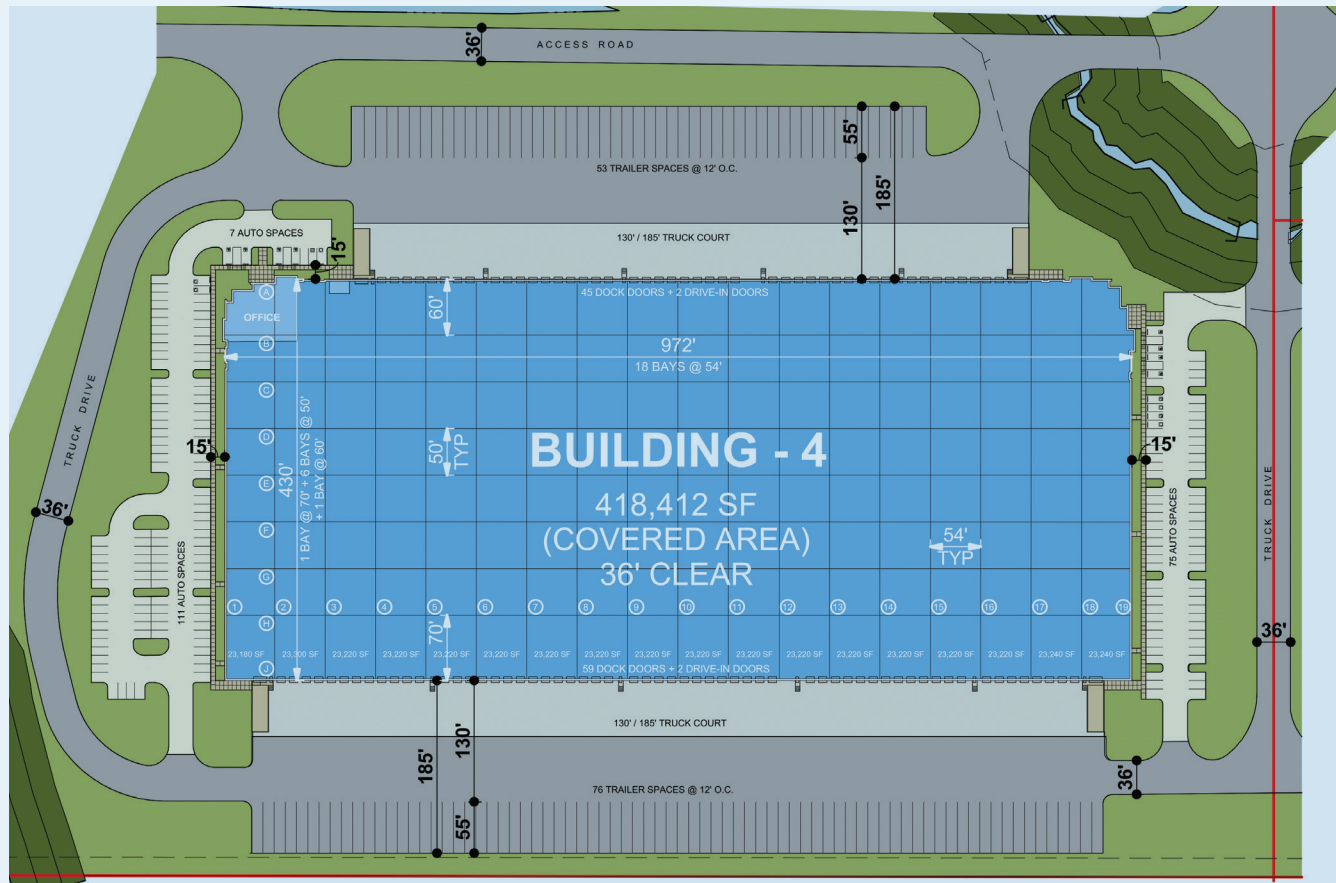 36'
ACCESS ROAD
55'
53 TRAILER SPACES @ 12' O.C.
130'
185'
7 AUTO SPACES
15'
130' / 185' TRUCK COURT
A
OFFICE
60'
45 DOCK DOORS + 2 DRIVE-IN DOORS
B
972'
18 BAYS @ 54'
C
TRUCK DRIVE
430'
1 BAY @ 70' + 6 BAYS @ 50'
+ 1 BAY @ 60'
D
50'
TYP
BUILDING - 4
15'
15'
E
418,412 SF
(COVERED AREA)
36' CLEAR
36'
F
54'
TYP
111 AUTO SPACES
75 AUTO SPACES
TRUCK DRIVE
G
1 2 3 4 5 6 7 8 9 10 11 12 13 14 15 16 17 18 19
H
70'
36'
23,180 SF 23,300 SF 23,220 SF 23,220 SF 23,220 SF 23,220 SF 23,220 SF 23,220 SF 23,220 SF 23,220 SF 23,220 SF 23,220 SF 23,220 SF 23,220 SF 23,220 SF 23,220 SF 23,240 SF 23,240 SF
J
59 DOCK DOORS + 2 DRIVE-IN DOORS
130' / 185' TRUCK COURT
185'
130'
36'
76 TRAILER SPACES @ 12' O.C.
55'